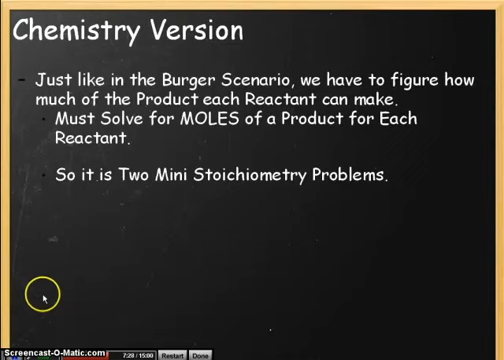 Chemistry Version
– Just like in the Burger Scenario, we have to figure how
much of the Product each Reactant can make.
• Must Solve for MOLES of a Product for Each
Reactant.
• So it is Two Mini Stoichiometry Problems.
Screencast-O-Matic.com 7:28 / 15:00 Restart Done